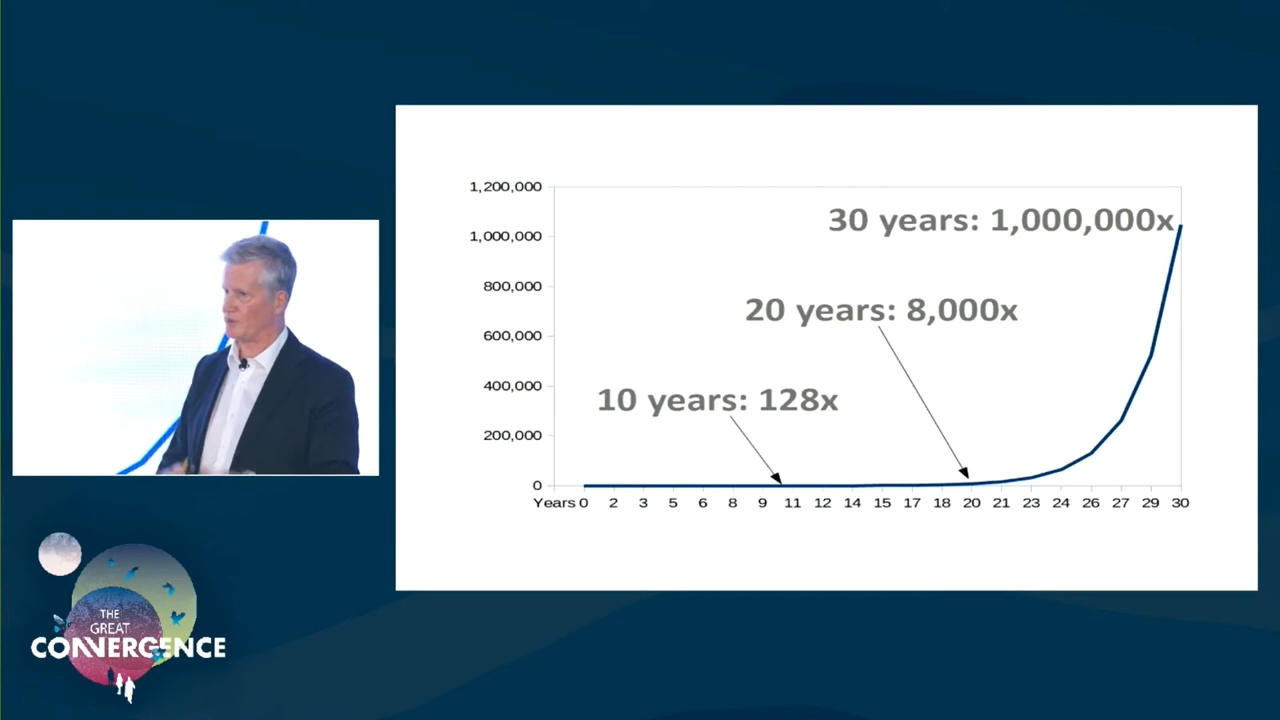 1,200,000
30 years: 1,000,000x
1,000,000
800,000
20 years: 8,000x
600,000
400,000
10 years: 128x
200,000
0
Years 0 2 3 5 6 8 9 11 12 14 15 17 18 20 21 23 24 26 27 29 30
THE
GREAT
CONVERGENCE